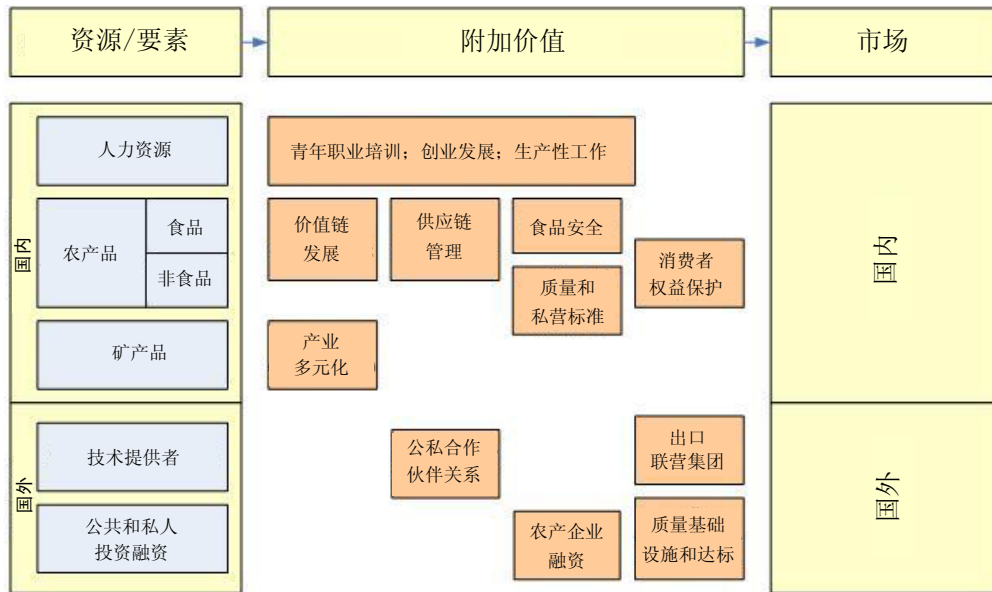 资源/要素
附加价值
市场
国内
人力资源
农产品
食品
非食品
矿产品
青年职业培训；创业发展；生产性工作
价值链
发展
供应链
管理
食品安全
质量和
私营标准
消费者
权益保护
产业
多元化
国内
国外
技术提供者
公共和私人
投资融资
公私合作
伙伴关系
农产企业
融资
出口
联营集团
质量基础
设施和达标
国外